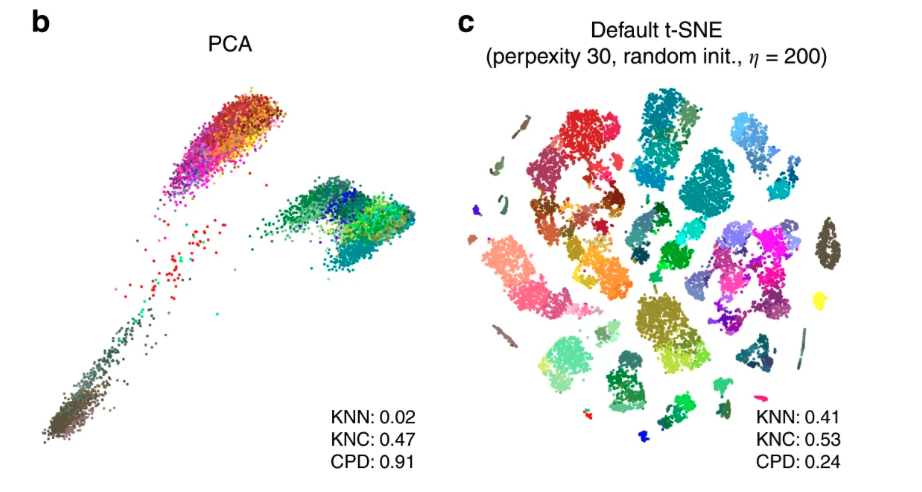 b
PCA
KNN: 0.02
KNC: 0.47
CPD: 0.91
c
Default t-SNE
(perpexity 30, random init., η = 200)
KNN: 0.41
KNC: 0.53
CPD: 0.24